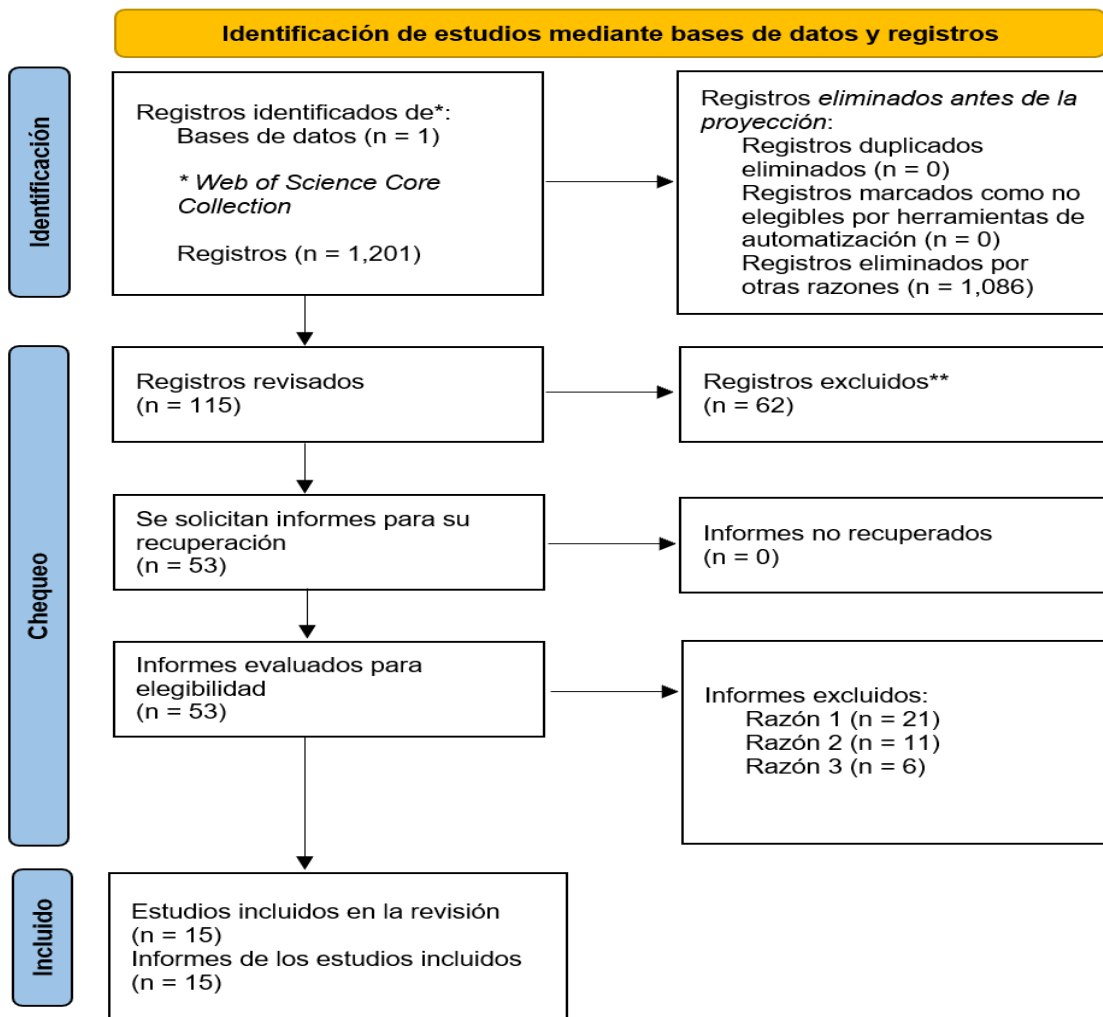 Identificación de estudios mediante bases de datos y registros
Identificación
Registros identificados de*:
Bases de datos (n = 1)
* Web of Science Core
Collection
Registros (n = 1,201)
Registros eliminados antes de la
proyección:
Registros duplicados
eliminados (n = 0)
Registros marcados como no
elegibles por herramientas de
automatización (n = 0)
Registros eliminados por
otras razones (n = 1,086)
Chequeo
Registros revisados
(n = 115)
Registros excluidos**
(n = 62)
Se solicitan informes para su
recuperación
(n = 53)
Informes no recuperados
(n = 0)
Informes evaluados para
elegibilidad
(n = 53)
Informes excluidos:
Razón 1 (n = 21)
Razón 2 (n = 11)
Razón 3 (n = 6)
Incluido
Estudios incluidos en la revisión
(n = 15)
Informes de los estudios incluidos
(n = 15)